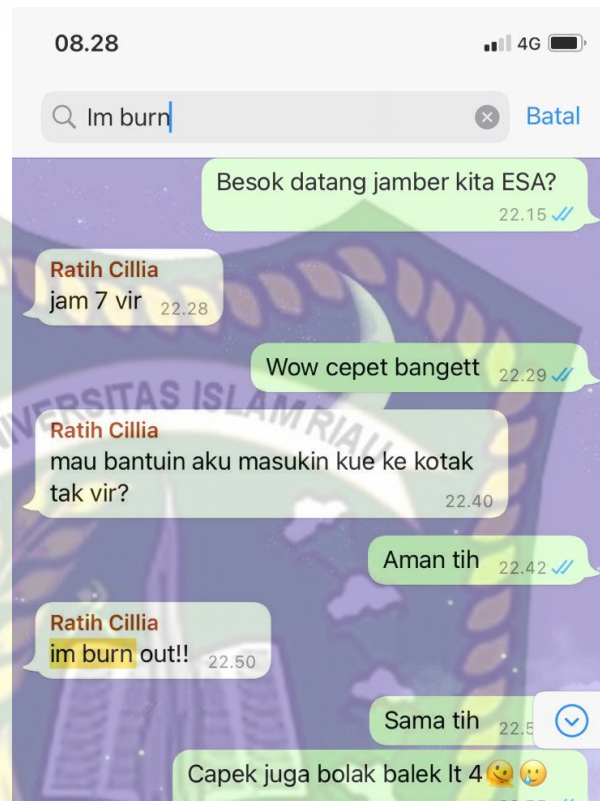 08.28
4G
Im burn
Batal
Besok datang jamber kita ESA?
22.15
Ratih Cillia
jam 7 vir 22.28
Wow cepet bangett 22.29
UNIVERSITAS ISLAM RIAU
Ratih Cillia
mau bantuin aku masukin kue ke kotak
tak vir?
22.40
Aman tih 22.42
Ratih Cillia
im burn out!! 22.50
Sama tih
Capek juga bolak balek lt 4🫠🥲